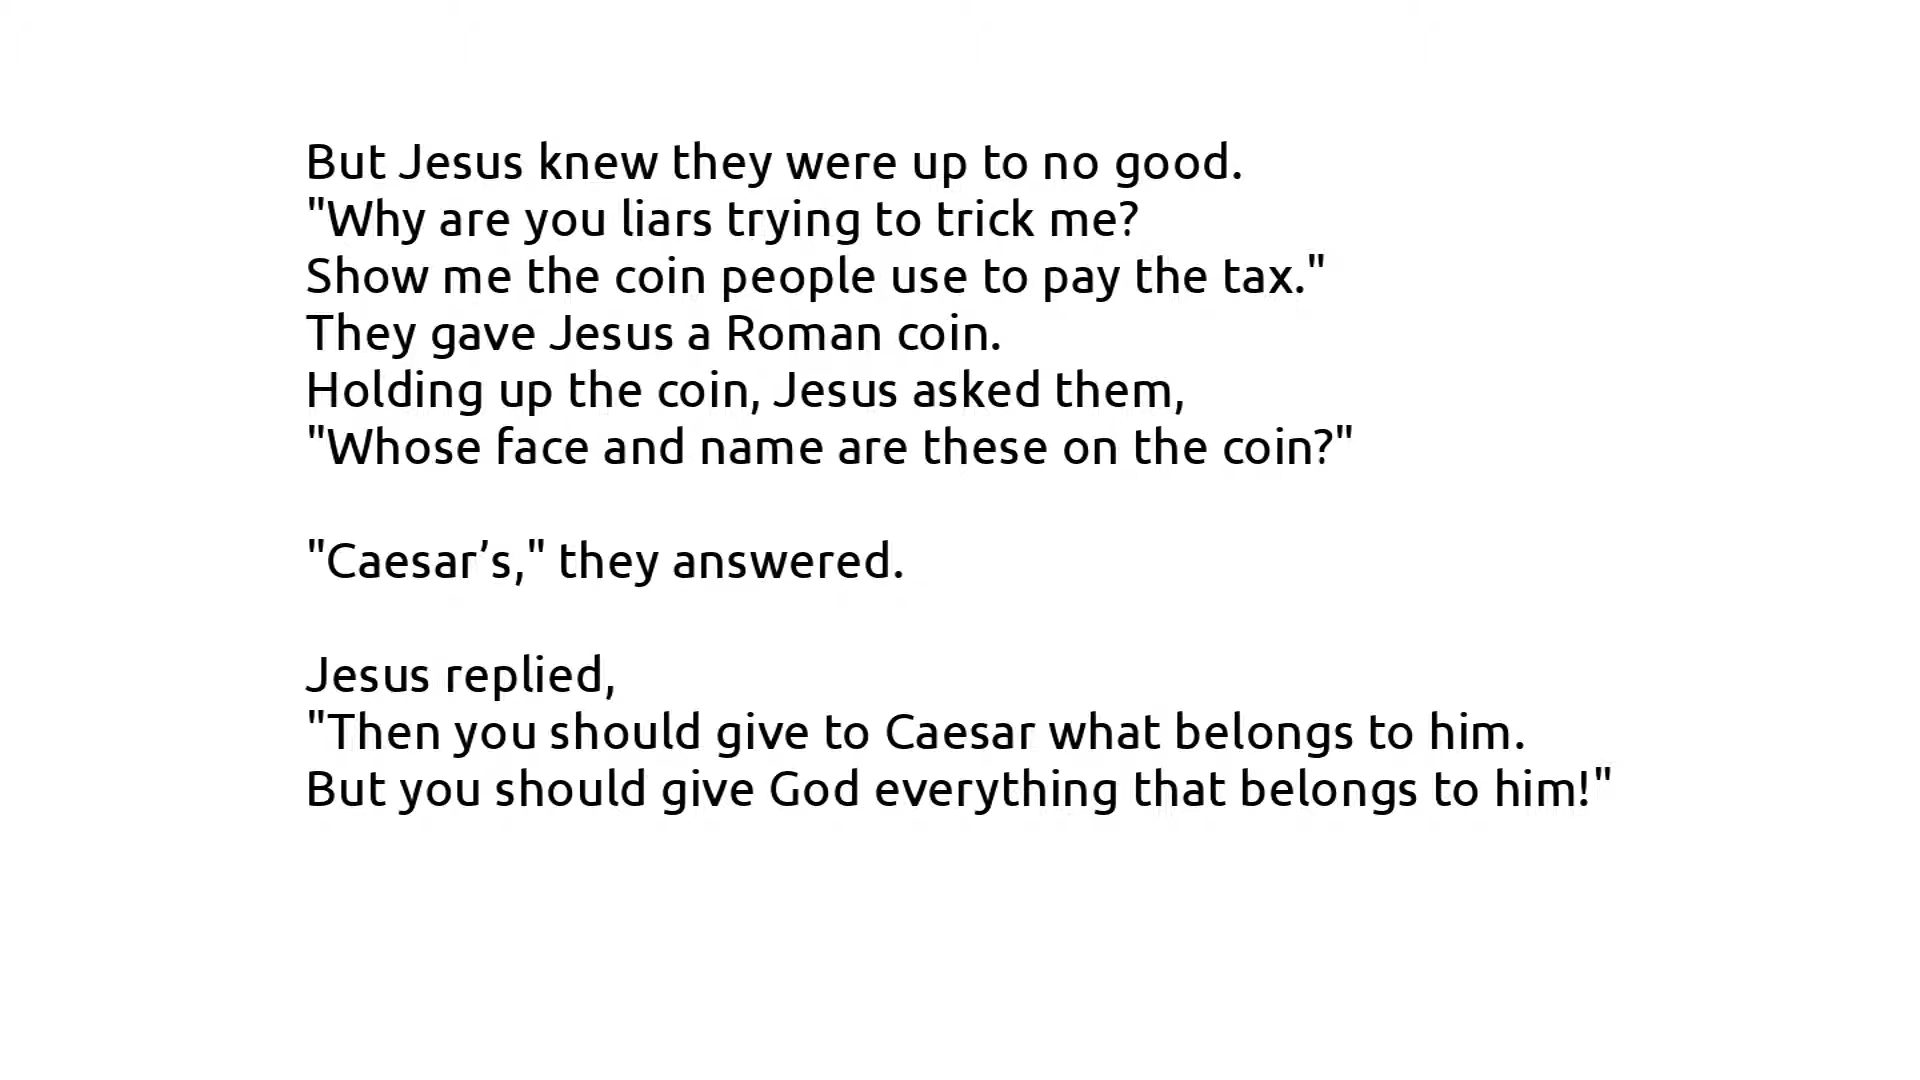 But Jesus knew they were up to no good.
"Why are you liars trying to trick me?
Show me the coin people use to pay the tax."
They gave Jesus a Roman coin.
Holding up the coin, Jesus asked them,
"Whose face and name are these on the coin?"
"Caesar’s," they answered.
Jesus replied,
"Then you should give to Caesar what belongs to him.
But you should give God everything that belongs to him!"